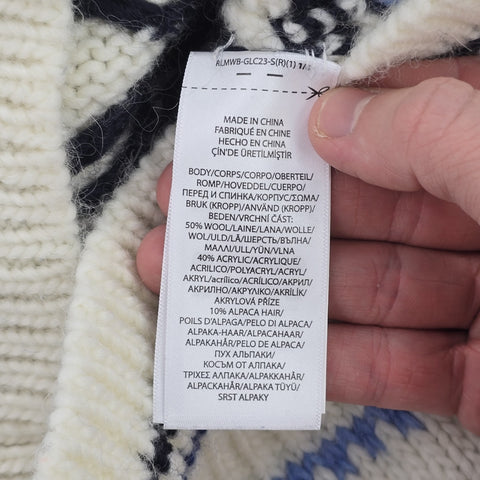 RLMWB-GLC23-S(R)(1) 1/
MADE IN CHINA
FABRIQUÉ EN CHINE
HECHO EN CHINA
ÇİN'DE ÜRETİLMİŞTİR
BODY/CORPS/CORPO/OBERTEIL/
ROMP/HOVEDDEL/CUERPO/
ПЕРЕД И СПИНКА/КОРПУС/ΣΩΜΑ/
BRUK (KROPP)/ANVÄND (KROPP)/
BEDEN/VRCHNÍ ČÁST:
50% WOOL/LAINE/LANA/WOLLE/
WOL/ULD/LÃ/ШЕРСТЬ/ВЪЛНА/
ΜΑΛΛΙ/ULL/YÜN/VLNA
40% ACRYLIC/ACRYLIQUE/
ACRILICO/POLYACRYL/ACRYL/
AKRYL/acrílico/ACRÍLICO/АКРИЛ/
АКРИЛНО/ΑΚΡΥΛΙΚΟ/AKRİLİK/
AKRYLOVÁ PŘÍZE
10% ALPACA HAIR/
POILS D'ALPAGA/PELO DI ALPACA/
ALPAKA-HAAR/ALPACAHAAR/
ALPAKAHÅR/PELO DE ALPACA/
ПУХ АЛЬПАКИ/
КОСЪМ ОТ АЛПАКА/
ΤΡΙΧΕΣ ΑΛΠΑΚΑ/ALPAKKAHÅR/
ALPACKAHÅR/ALPAKA TÜYÜ/
SRST ALPAKY